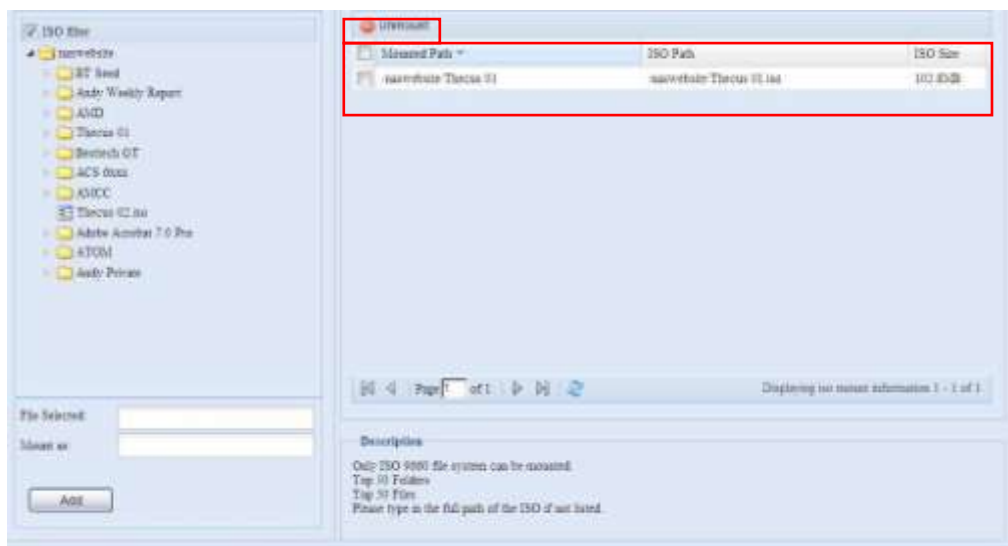 ISO filter
naswebsite
BT Seed
Andy Weekly Report
AMD
Thecus 01
ACS
AMCC
Thecus 02.iso
Adobe Acrobat 7.0 Pro
ATOM
Andy Private
File Selected:
Mount as:
Add
Unmount
Mounted Path ISO Path ISO Size
naswebsite Thecus 01 naswebsite Thecus 01.iso
Page 1 of 1 Displaying iso mount information 1 - 1 of 1
Description
Only ISO 9660 file system can be mounted.
Top 50 Folders
Top 50 Files
Please type in the full path of the ISO if not listed.